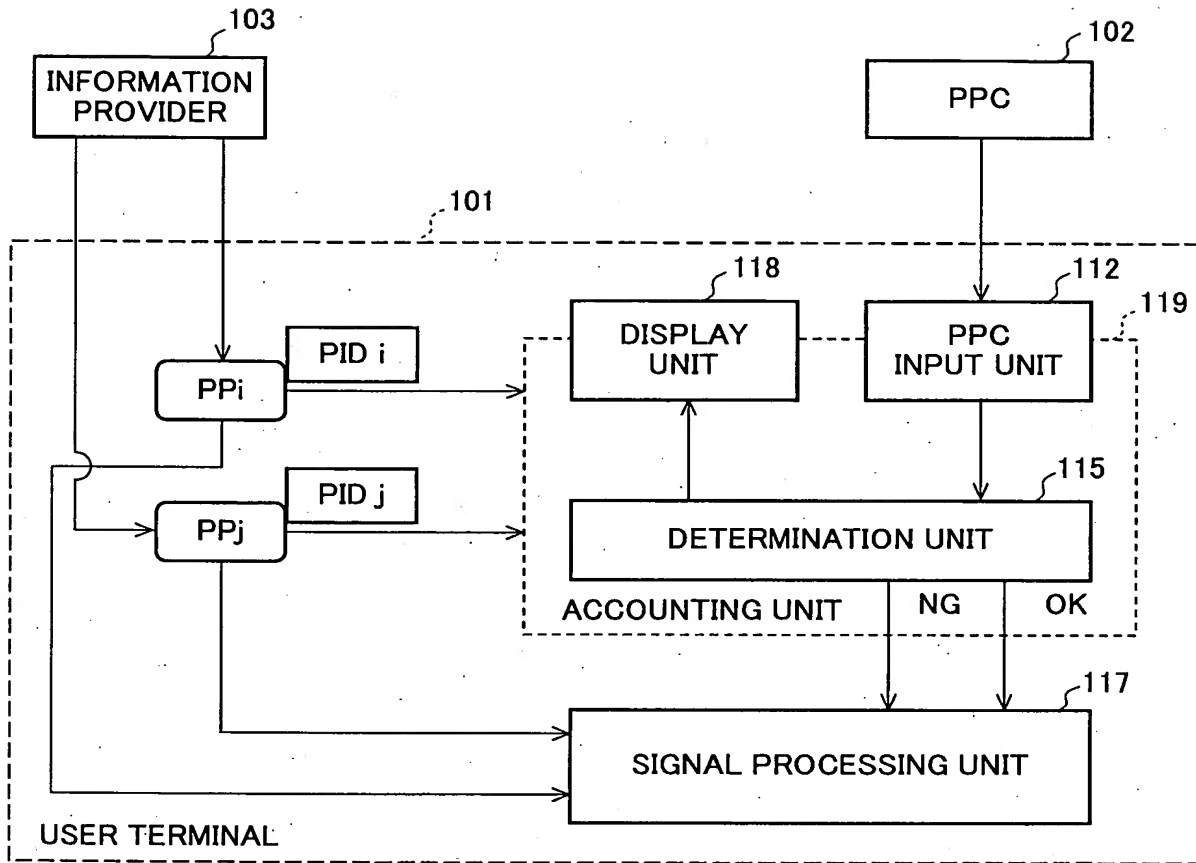 103
102
INFORMATION
PROVIDER
PPC
101
118
112
119
DISPLAY
UNIT
PPC
INPUT UNIT
PID i
PPi
PID j
PPj
115
DETERMINATION UNIT
ACCOUNTING UNIT
NG
OK
117
SIGNAL PROCESSING UNIT
USER TERMINAL